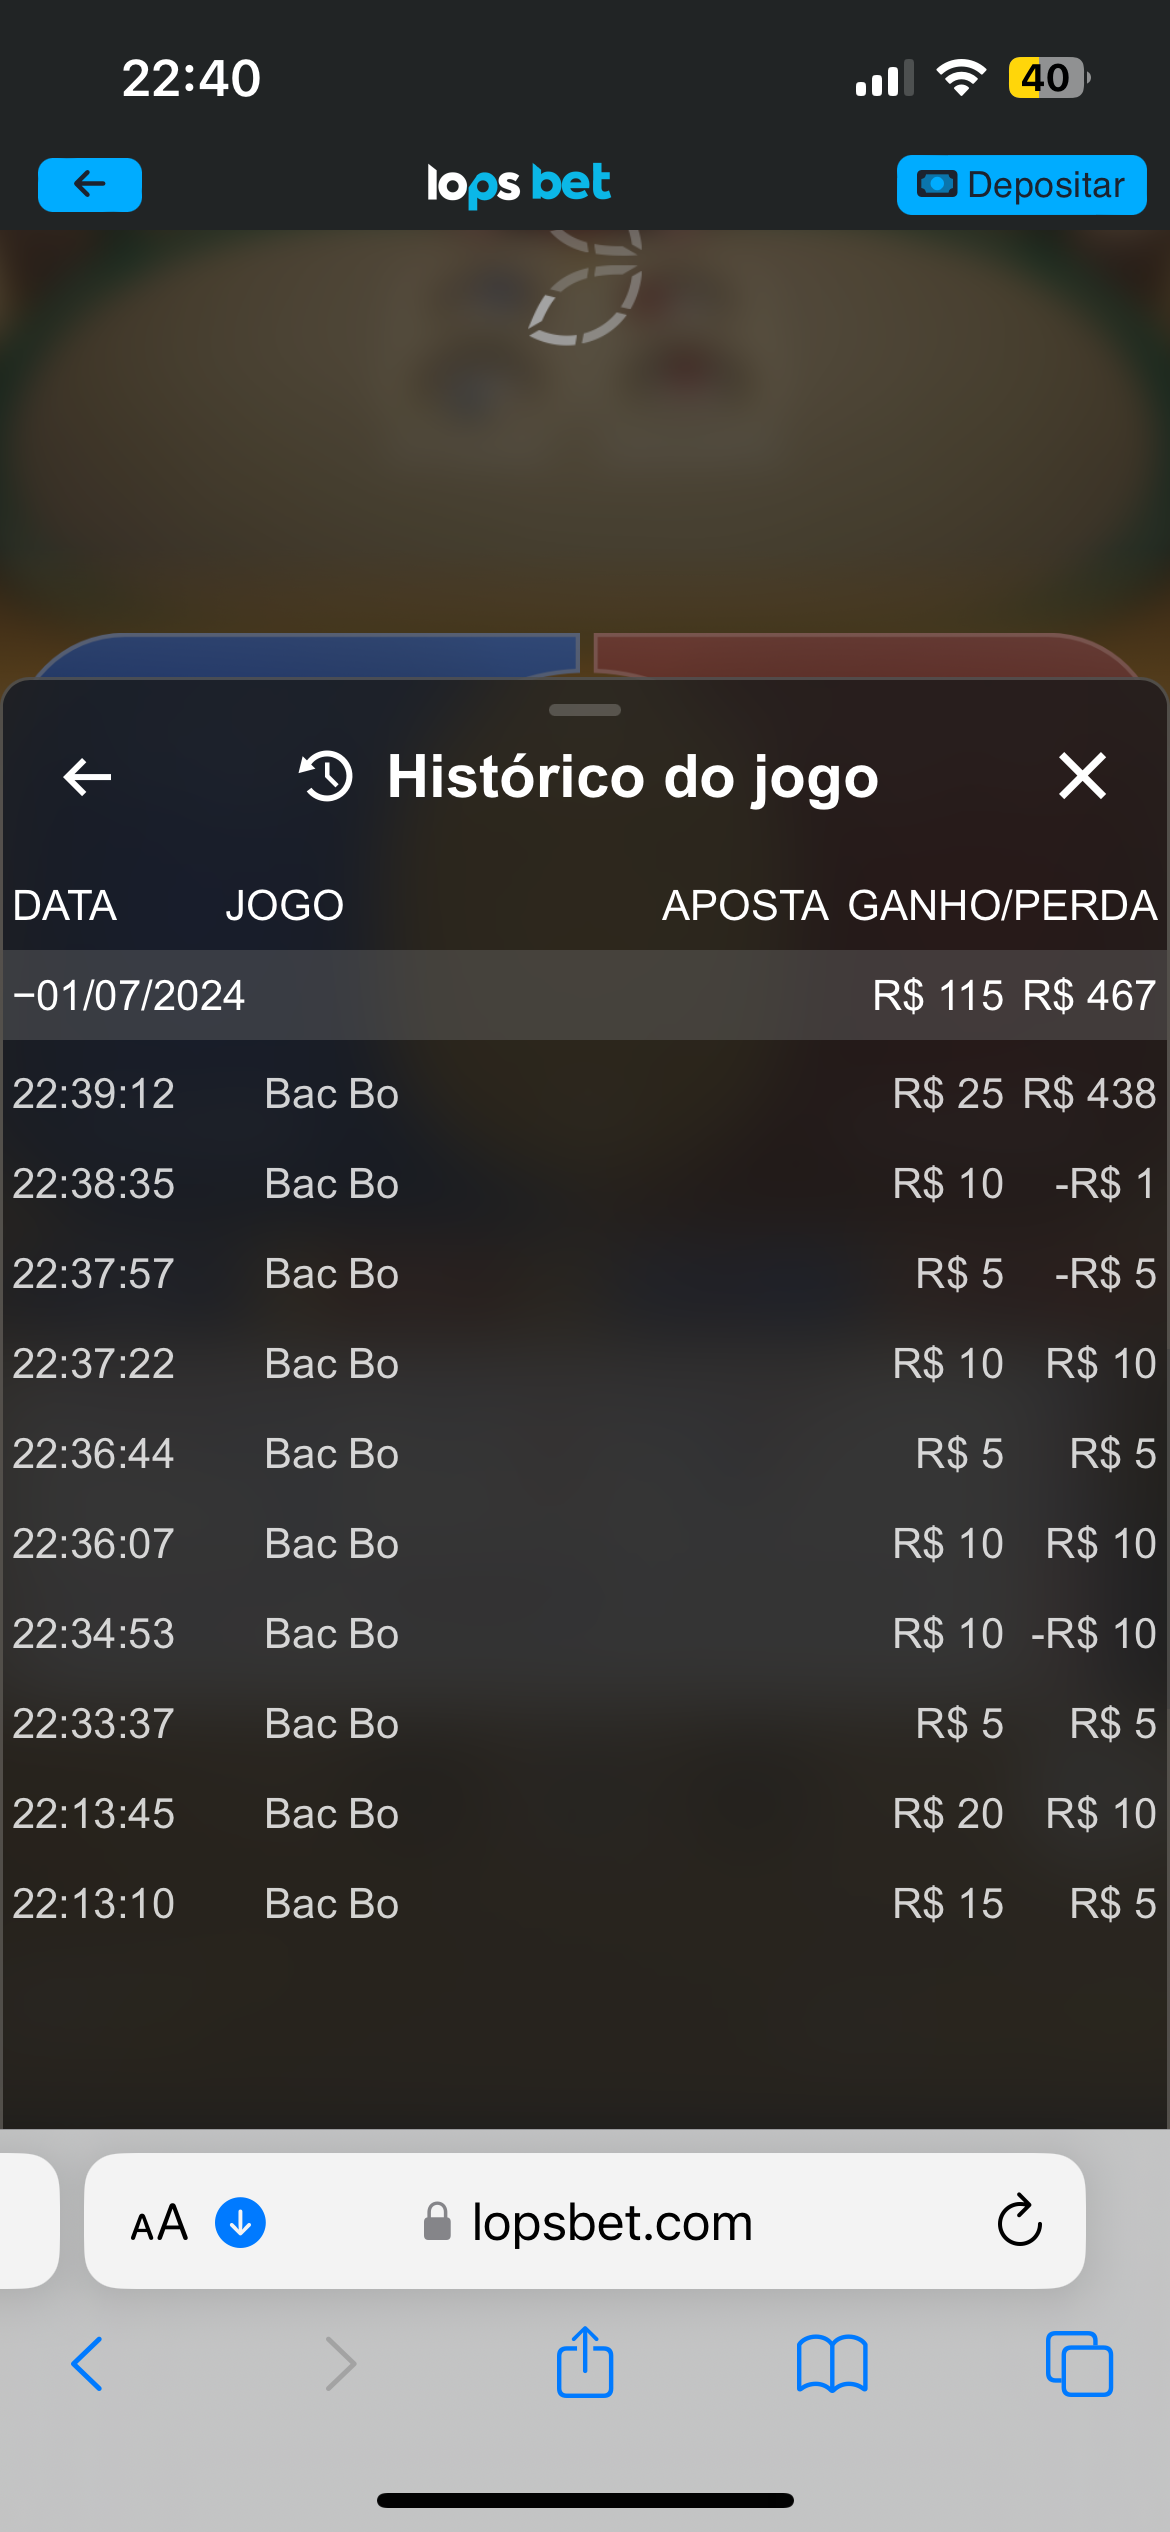 22:40
40
lops bet
Depositar
Histórico do jogo
DATA JOGO APOSTA GANHO/PERDA
−01/07/2024 R$ 115 R$ 467
22:39:12 Bac Bo R$ 25 R$ 438
22:38:35 Bac Bo R$ 10 -R$ 1
22:37:57 Bac Bo R$ 5 -R$ 5
22:37:22 Bac Bo R$ 10 R$ 10
22:36:44 Bac Bo R$ 5 R$ 5
22:36:07 Bac Bo R$ 10 R$ 10
22:34:53 Bac Bo R$ 10 -R$ 10
22:33:37 Bac Bo R$ 5 R$ 5
22:13:45 Bac Bo R$ 20 R$ 10
22:13:10 Bac Bo R$ 15 R$ 5
AA lopsbet.com